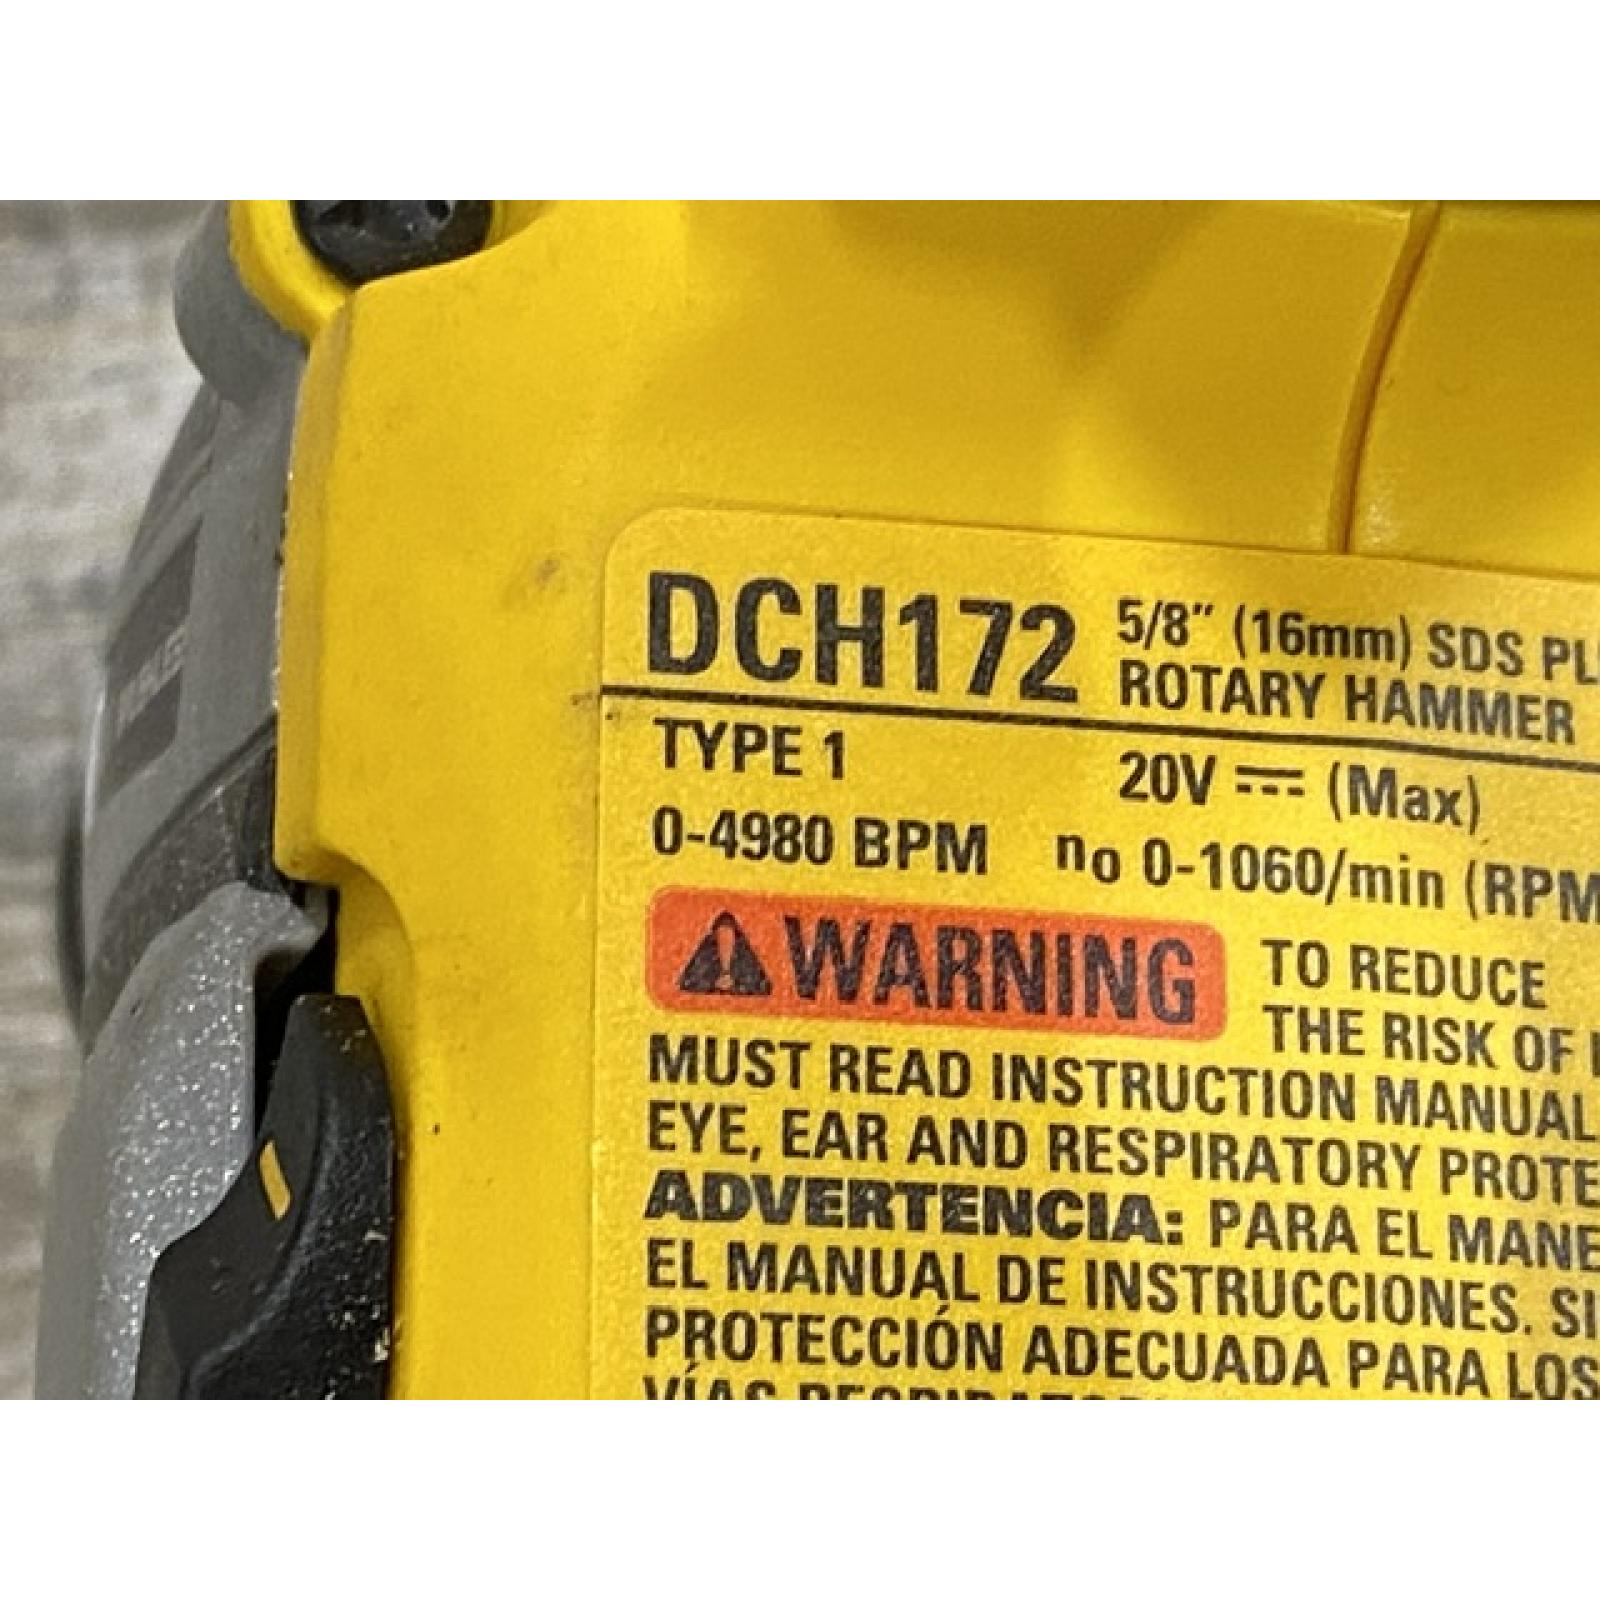 DCH172 5/8" (16mm) SDS
ROTARY HAMMER
TYPE 1 20V ⎓ (Max)
0-4980 BPM no 0-1060/min (RPM
⚠WARNING TO REDUCE
THE RISK OF
MUST READ INSTRUCTION MANUAL
EYE, EAR AND RESPIRATORY PROTE
ADVERTENCIA: PARA EL MANE
EL MANUAL DE INSTRUCCIONES. SI
PROTECCIÓN ADECUADA PARA LOS
VÍAS